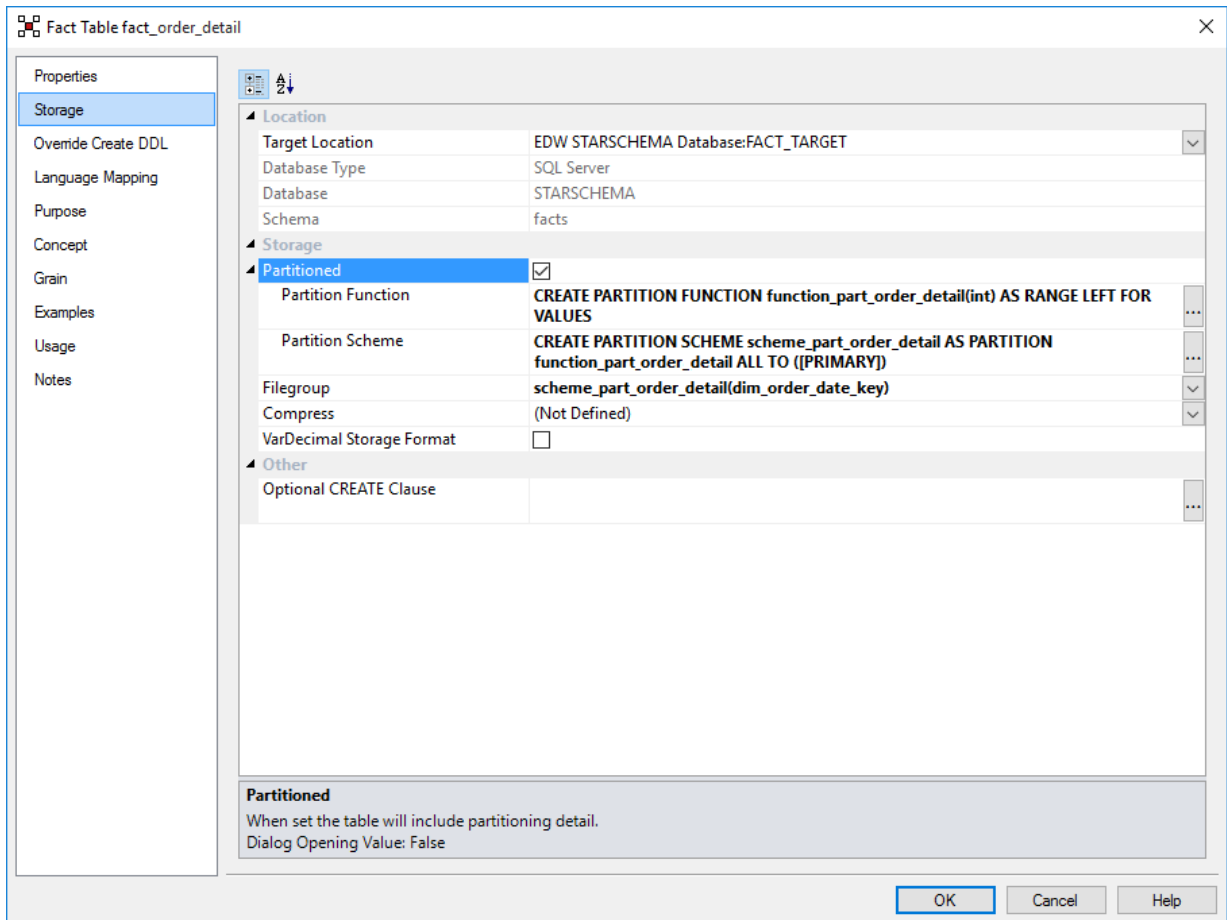 Fact Table fact_order_detail
Properties
Storage
Override Create DDL
Language Mapping
Purpose
Concept
Grain
Examples
Usage
Notes
Location
Target Location EDW STARSCHEMA Database:FACT_TARGET
Database Type SQL Server
Database STARSCHEMA
Schema facts
Storage
Partitioned
Partition Function CREATE PARTITION FUNCTION function_part_order_detail(int) AS RANGE LEFT FOR
VALUES
...
Partition Scheme CREATE PARTITION SCHEME scheme_part_order_detail AS PARTITION
function_part_order_detail ALL TO ([PRIMARY])
...
Filegroup scheme_part_order_detail(dim_order_date_key)
Compress (Not Defined)
VarDecimal Storage Format
Other
Optional CREATE Clause
...
Partitioned
When set the table will include partitioning detail.
Dialog Opening Value: False
OK Cancel Help